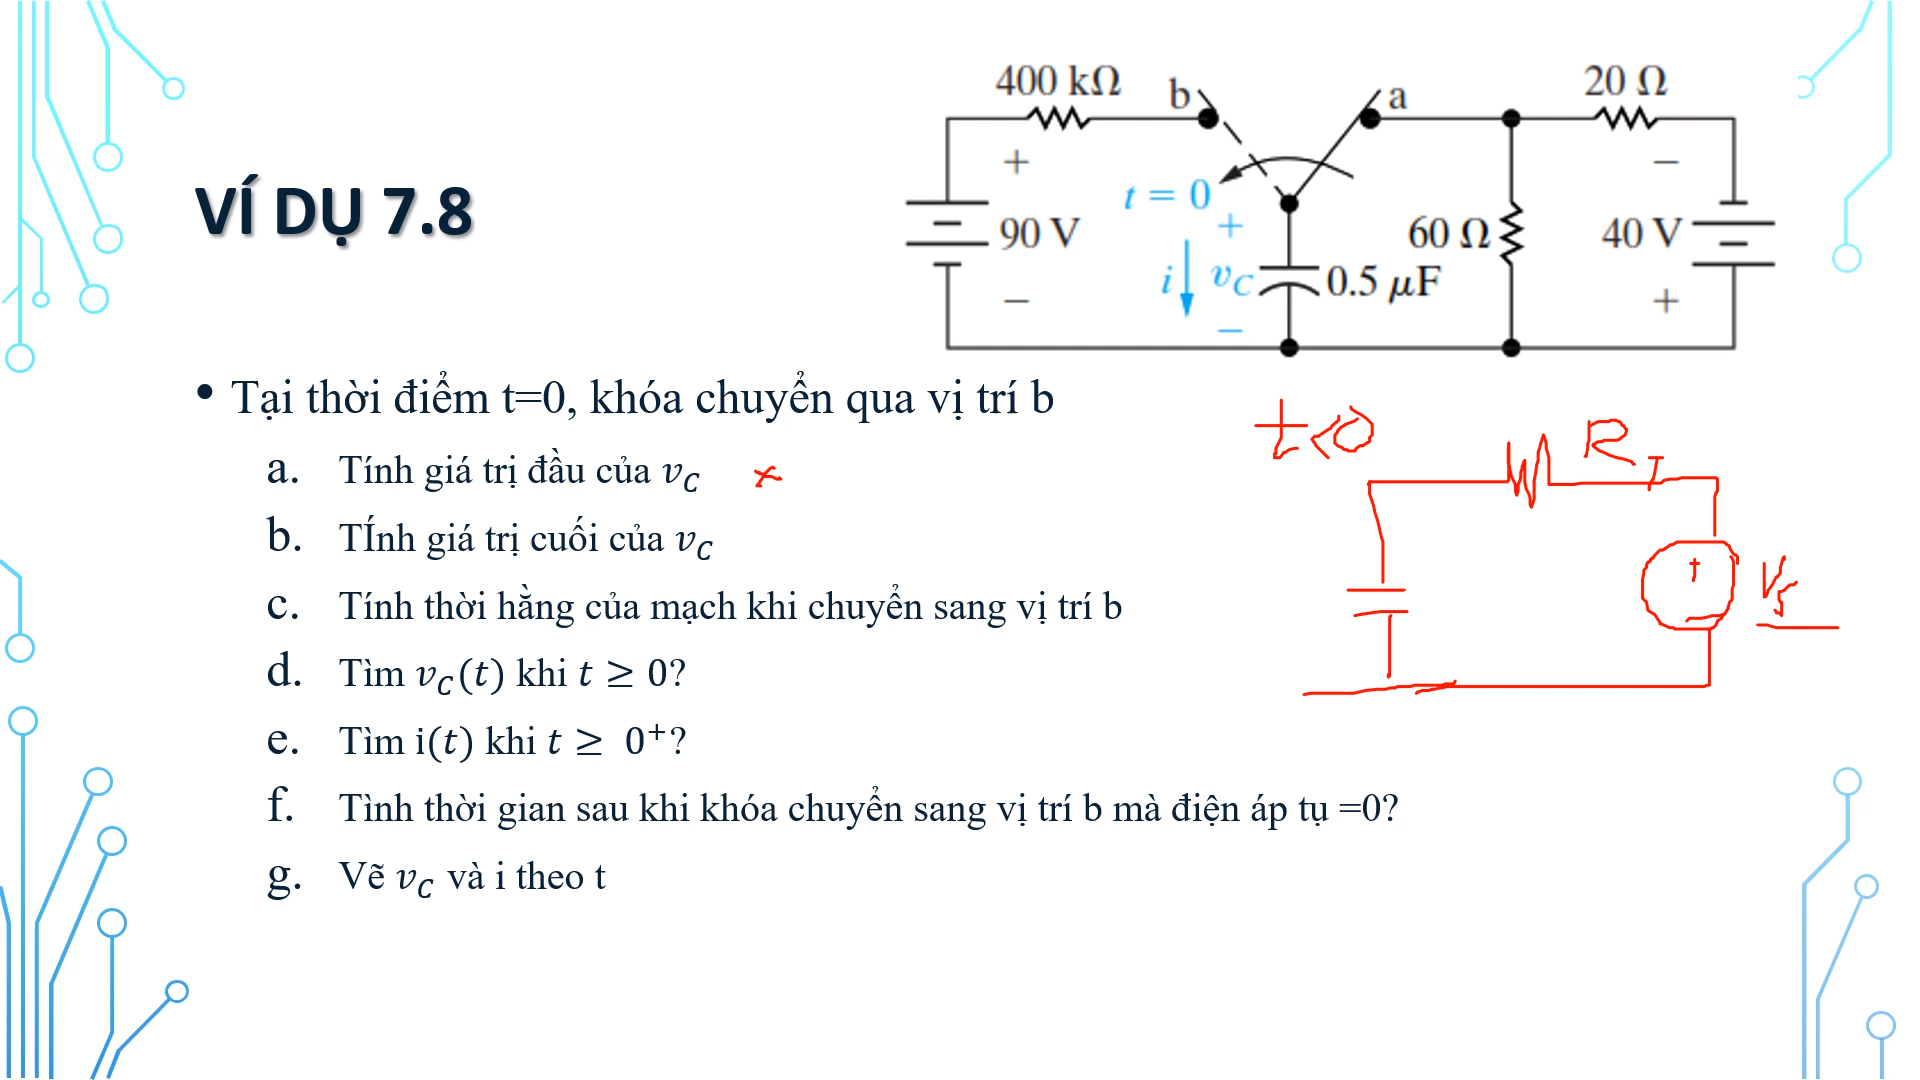 400 kΩ
b
a
20 Ω
+
−
t = 0
90 V
+
60 Ω
40 V
i
v_C
0.5 μF
−
−
+
VÍ DỤ 7.8
• Tại thời điểm t=0, khóa chuyển qua vị trí b
t<0
R_T
a. Tính giá trị đầu của v_C
x
b. TÍnh giá trị cuối của v_C
+
−
c. Tính thời hằng của mạch khi chuyển sang vị trí b
d. Tìm v_C(t) khi t ≥ 0?
e. Tìm i(t) khi t ≥ 0⁺?
f. Tình thời gian sau khi khóa chuyển sang vị trí b mà điện áp tụ =0?
g. Vẽ v_C và i theo t